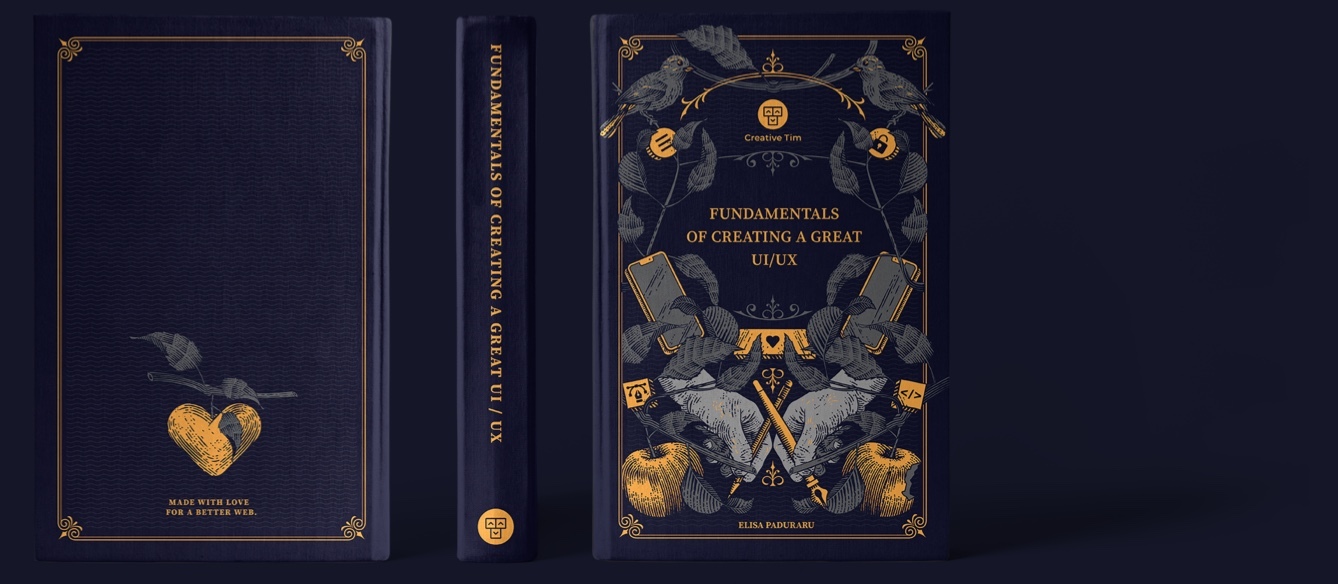 MADE WITH LOVE
FOR A BETTER WEB.
FUNDAMENTALS OF CREATING A GREAT UI / UX
Creative Tim
FUNDAMENTALS
OF CREATING A GREAT
UI/UX
</>
ELISA PADURARU